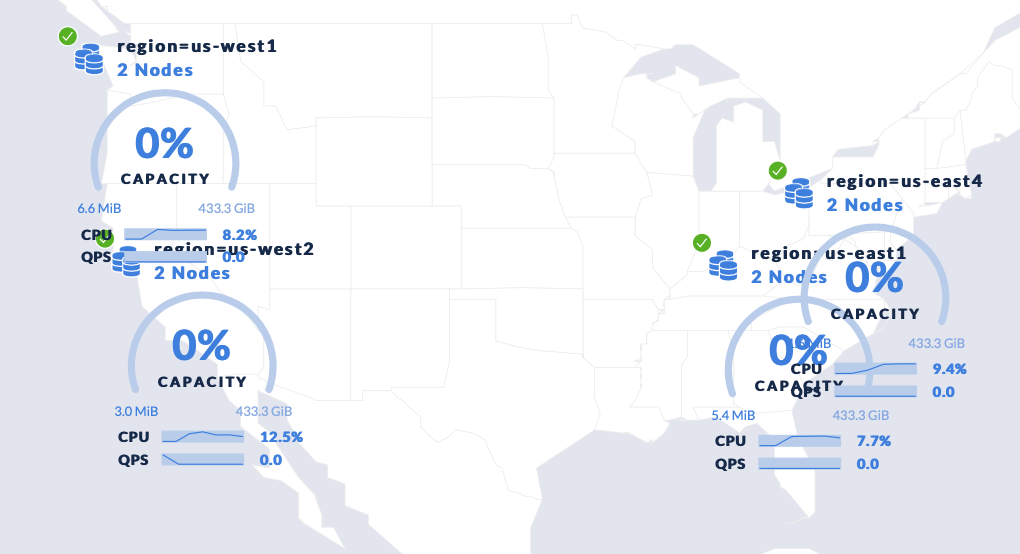 region=us-west1
2 Nodes
0%
CAPACITY
6.6 MiB 433.3 GiB
CPU 8.2%
QPS 0.0
region=us-west2
2 Nodes
0%
CAPACITY
3.0 MiB 433.3 GiB
CPU 12.5%
QPS 0.0
region=us-east4
2 Nodes
0%
CAPACITY
MiB 433.3 GiB
CPU 9.4%
QPS 0.0
region=us-east1
2 Nodes
0%
CAPACITY
5.4 MiB 433.3 GiB
CPU 7.7%
QPS 0.0